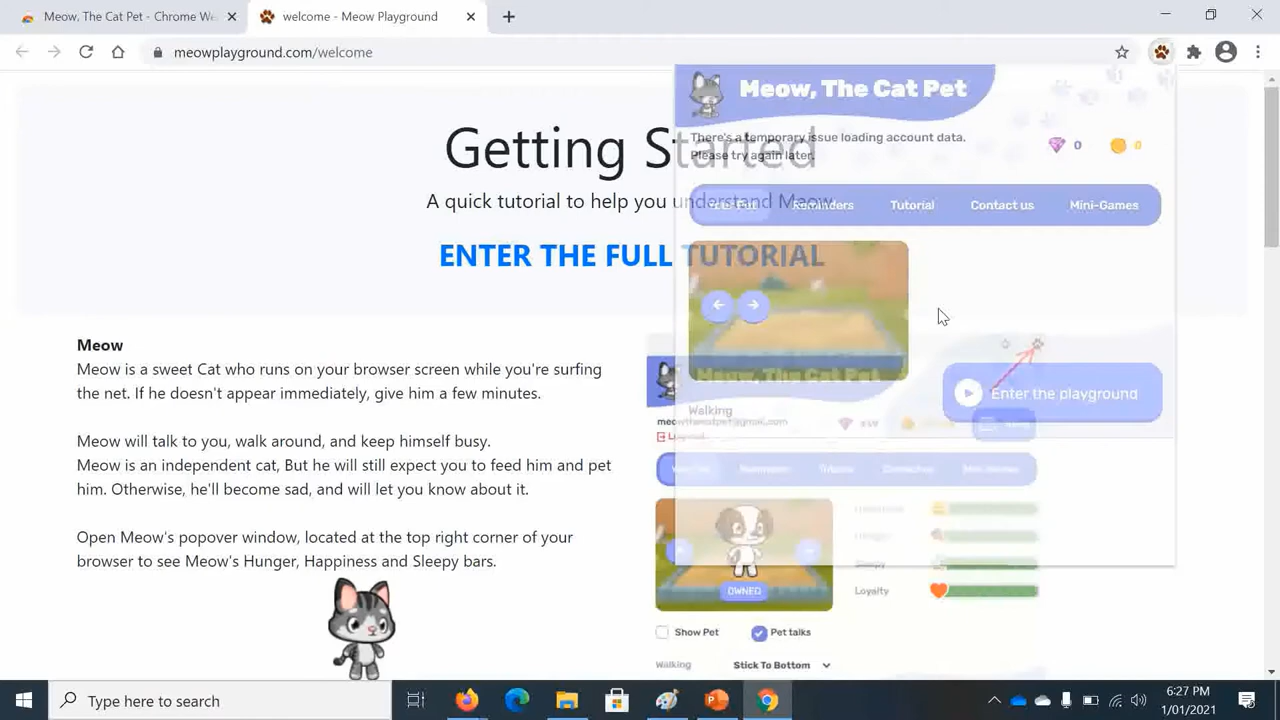 Meow, The Cat Pet - Chrome We
welcome - Meow Playground
meowplayground.com/welcome
Getting Started
A quick tutorial to help you understand Meow
ENTER THE FULL TUTORIAL
Meow
Meow is a sweet Cat who runs on your browser screen while you're surfing
the net. If he doesn't appear immediately, give him a few minutes.
Meow will talk to you, walk around, and keep himself busy.
Meow is an independent cat, But he will still expect you to feed him and pet
him. Otherwise, he'll become sad, and will let you know about it.
Open Meow's popover window, located at the top right corner of your
browser to see Meow's Hunger, Happiness and Sleepy bars.
Meow, The Cat Pet
There's a temporary issue loading account data.
Please try again later.
0
0
Reminders
Tutorial
Contact us
Mini-Games
Enter the playground
Walking
Meow, The Cat Pet
meowthecatpet@gmail.com
Sleepy
Loyalty
OWNED
Show Pet
Pet talks
Walking
Stick To Bottom
Type here to search
6:27 PM
1/01/2021